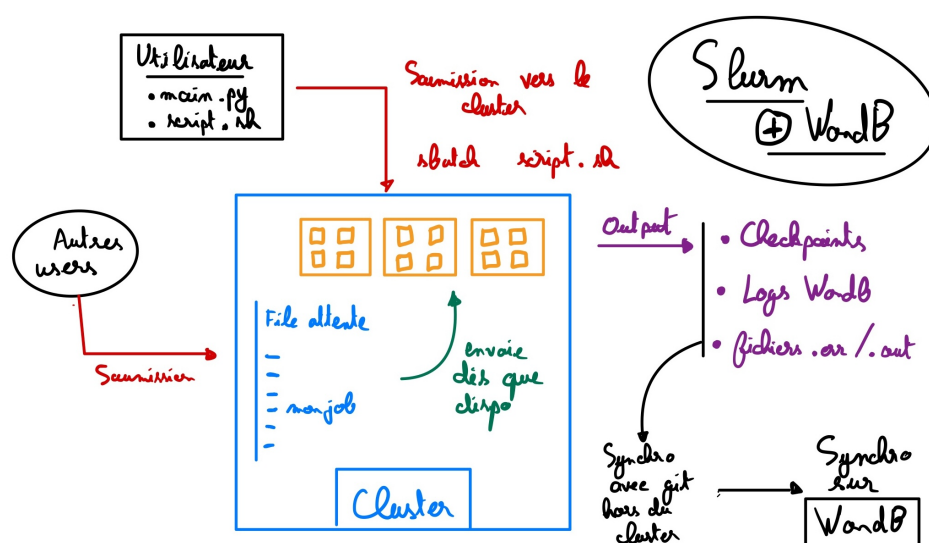 Utilisateur
• main.py
• script.sh
Soumission vers le
cluster
sbatch script.sh
Slurm
+ WandB
Autres
users
Soumission
File attente
monjob
envoie
dès que
dispo
Cluster
Output
• Checkpoints
• Logs WandB
• fichiers .err/.out
Synchro
avec git
hors du
cluster
Synchro
sur
WandB